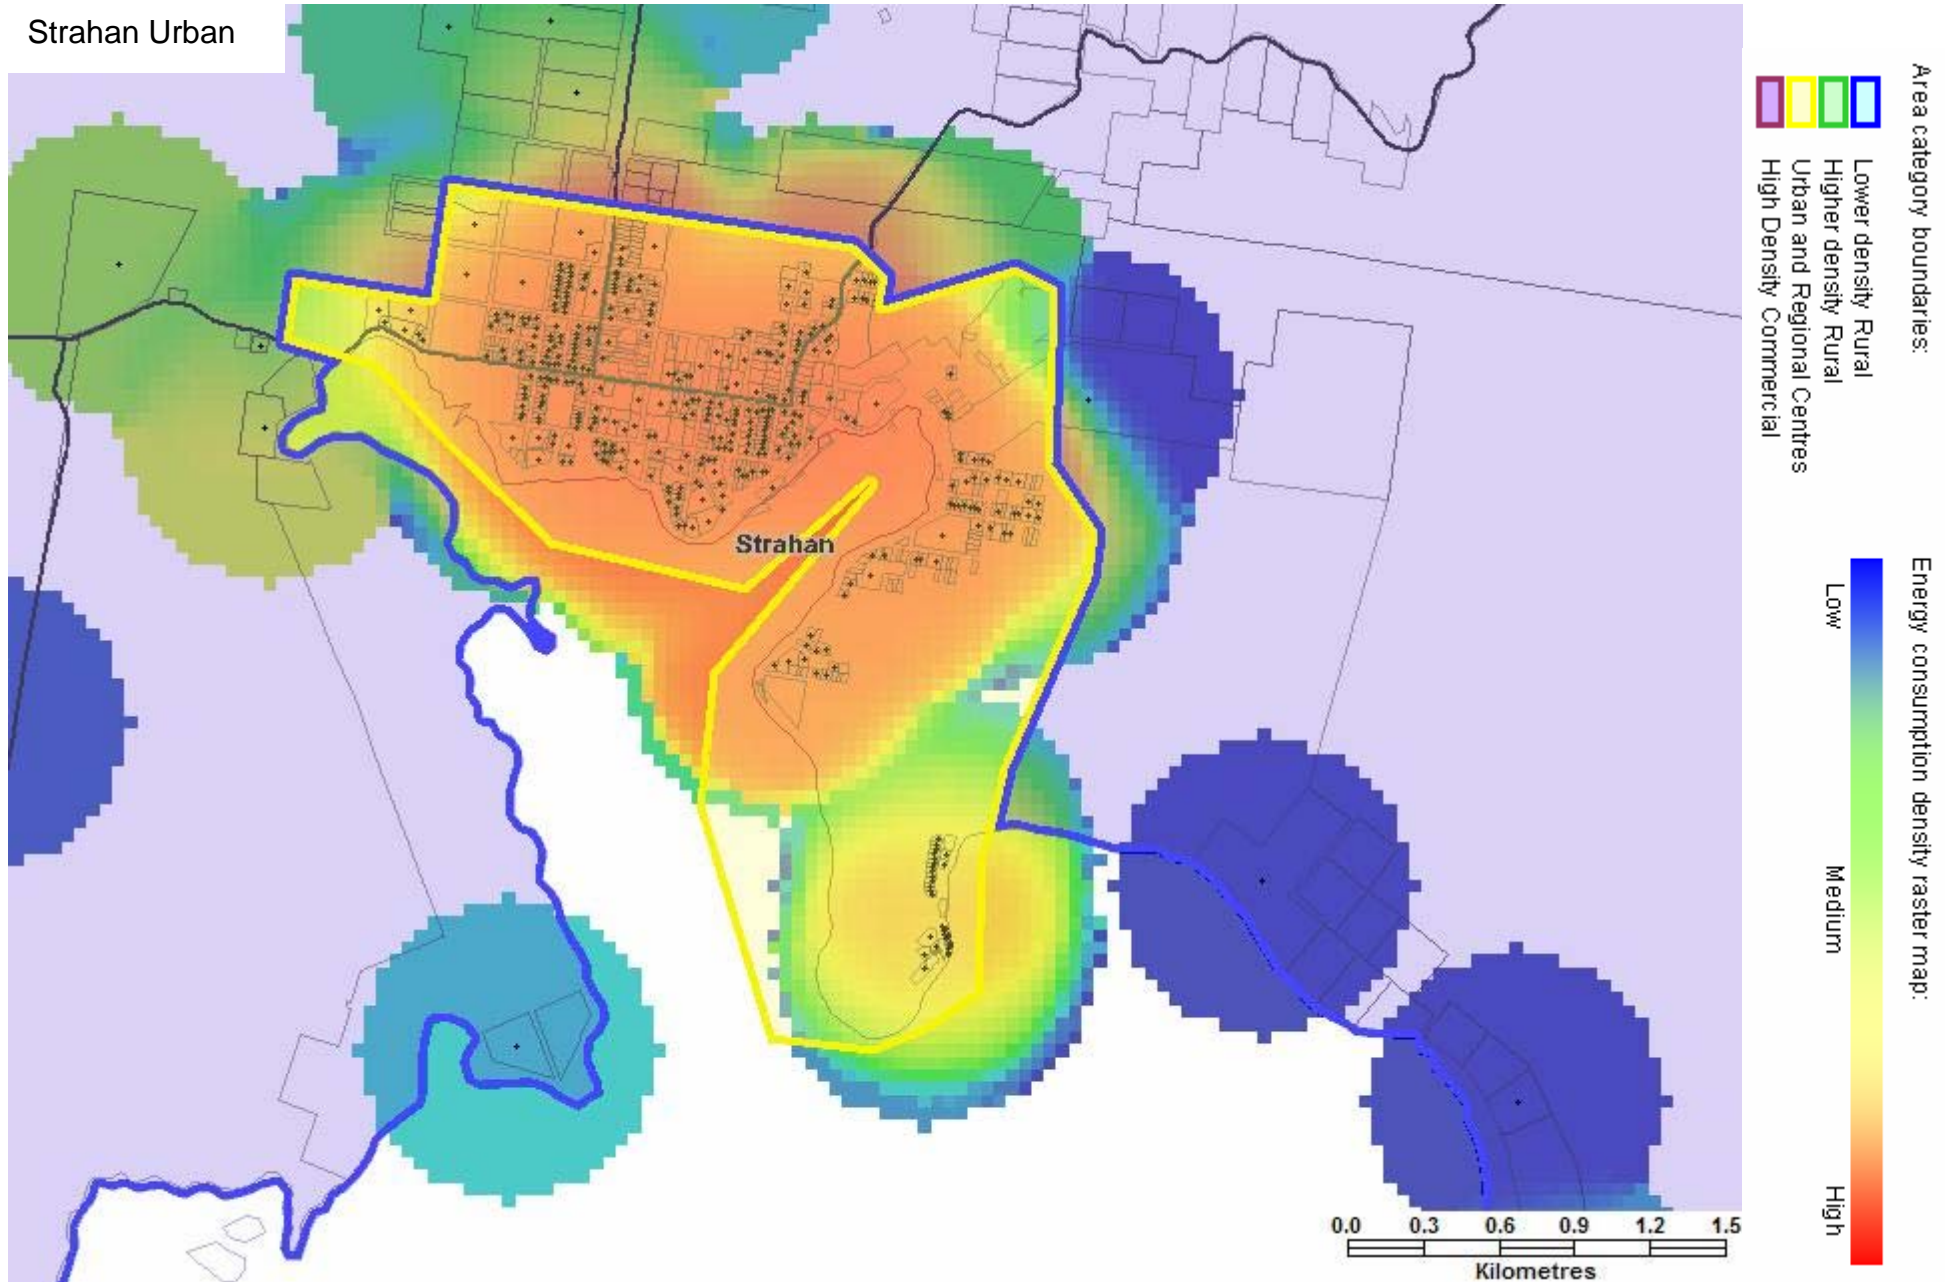 Strahan Urban
Strahan
Area category boundaries:
Lower density Rural
Higher density Rural
Urban and Regional Centres
High Density Commercial
Energy consumption density raster map:
Low
Medium
High
0.0 0.3 0.6 0.9 1.2 1.5
Kilometres